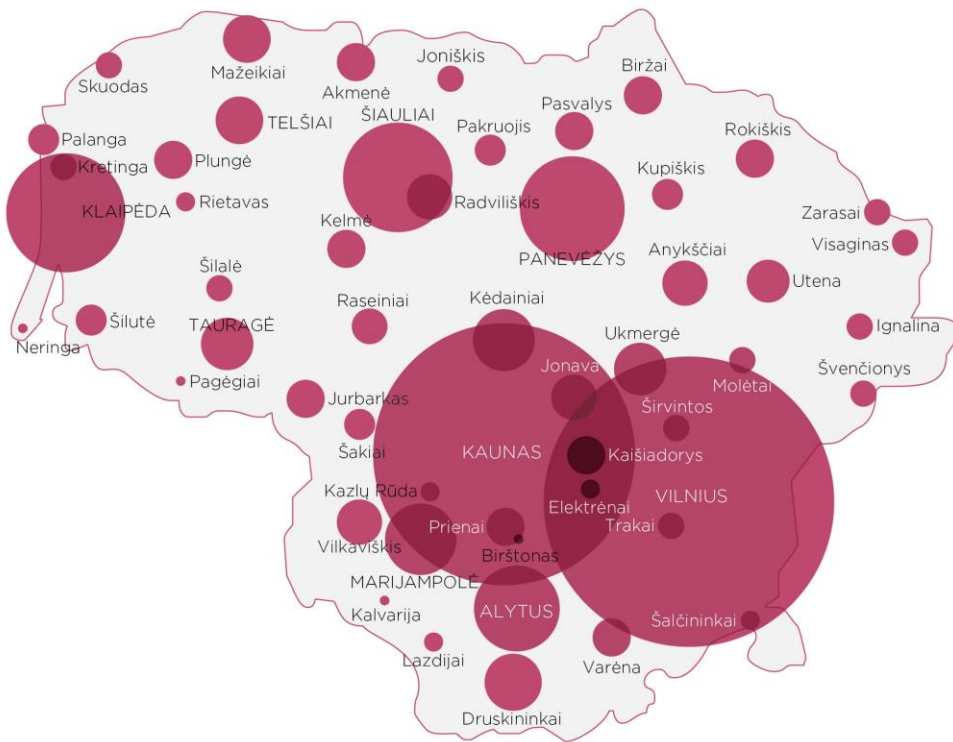 Skuodas
Mažeikiai
Akmenė
Joniškis
Biržai
Palanga
TELŠIAI
ŠIAULIAI
Pakruojis
Pasvalys
Rokiškis
Kretinga
Plungė
Rietavas
Radviliškis
Kupiškis
KLAIPĖDA
Kelmė
PANEVĖŽYS
Anykščiai
Zarasai
Visaginas
Utena
Šilalė
Raseiniai
Kėdainiai
Ukmergė
Ignalina
Neringa
Šilutė
TAURAGĖ
Pagėgiai
Jonava
Molėtai
Švenčionys
Jurbarkas
Širvintos
Šakiai
KAUNAS
Kaišiadorys
Kazlų Rūda
Elektrėnai
VILNIUS
Vilkaviškis
Prienai
Birštonas
Trakai
MARIJAMPOLĖ
Kalvarija
ALYTUS
Šalčininkai
Lazdijai
Varėna
Druskininkai